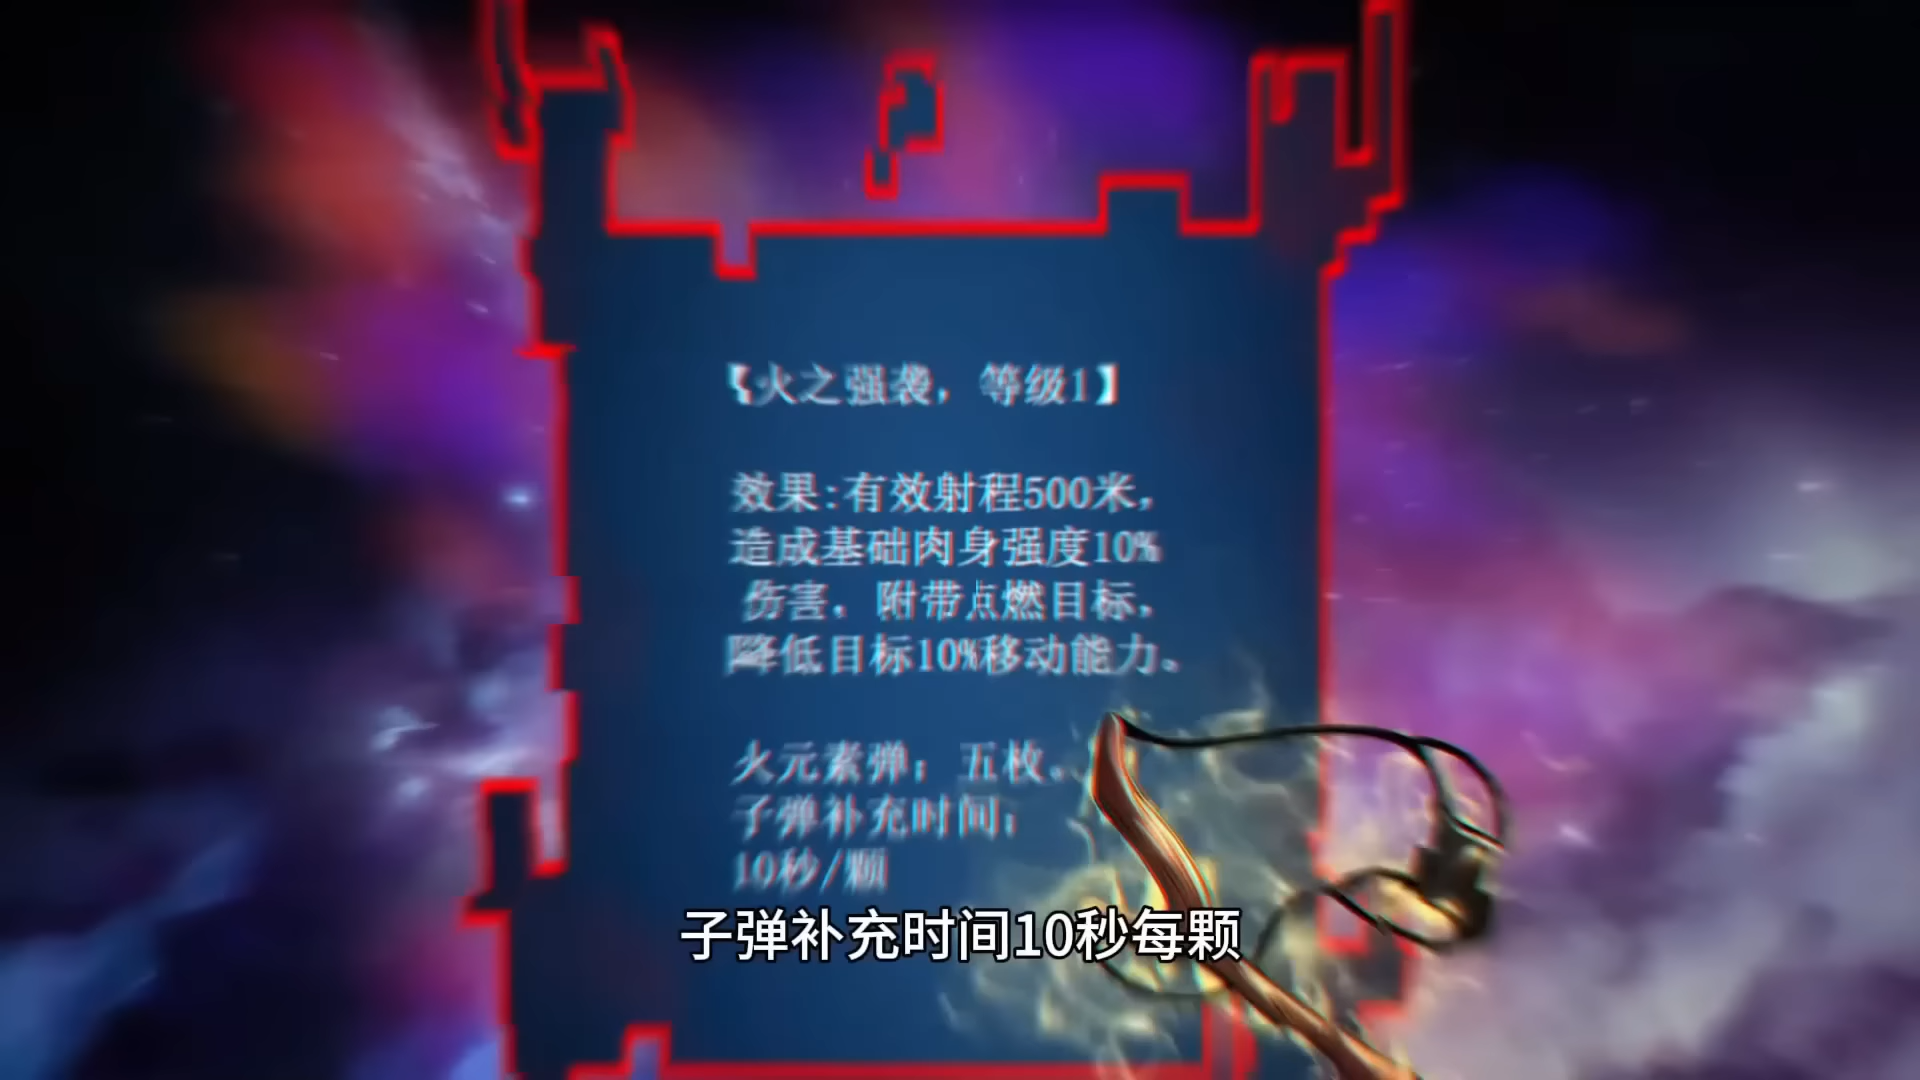 【火之强袭，等级1】
效果：有效射程500米，
造成基础肉身强度10%
伤害，附带点燃目标，
降低目标10%移动能力。
火元素弹：五枚。
子弹补充时间：
10秒/颗
子弹补充时间10秒每颗